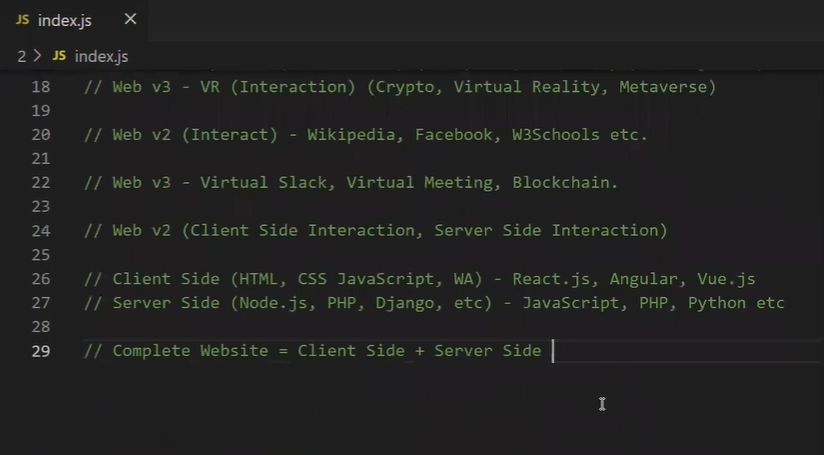 JS index.js ×
2 > JS index.js
18 // Web v3 - VR (Interaction) (Crypto, Virtual Reality, Metaverse)
19
20 // Web v2 (Interact) - Wikipedia, Facebook, W3Schools etc.
21
22 // Web v3 - Virtual Slack, Virtual Meeting, Blockchain.
23
24 // Web v2 (Client Side Interaction, Server Side Interaction)
25
26 // Client Side (HTML, CSS JavaScript, WA) - React.js, Angular, Vue.js
27 // Server Side (Node.js, PHP, Django, etc) - JavaScript, PHP, Python etc
28
29 // Complete Website = Client Side + Server Side